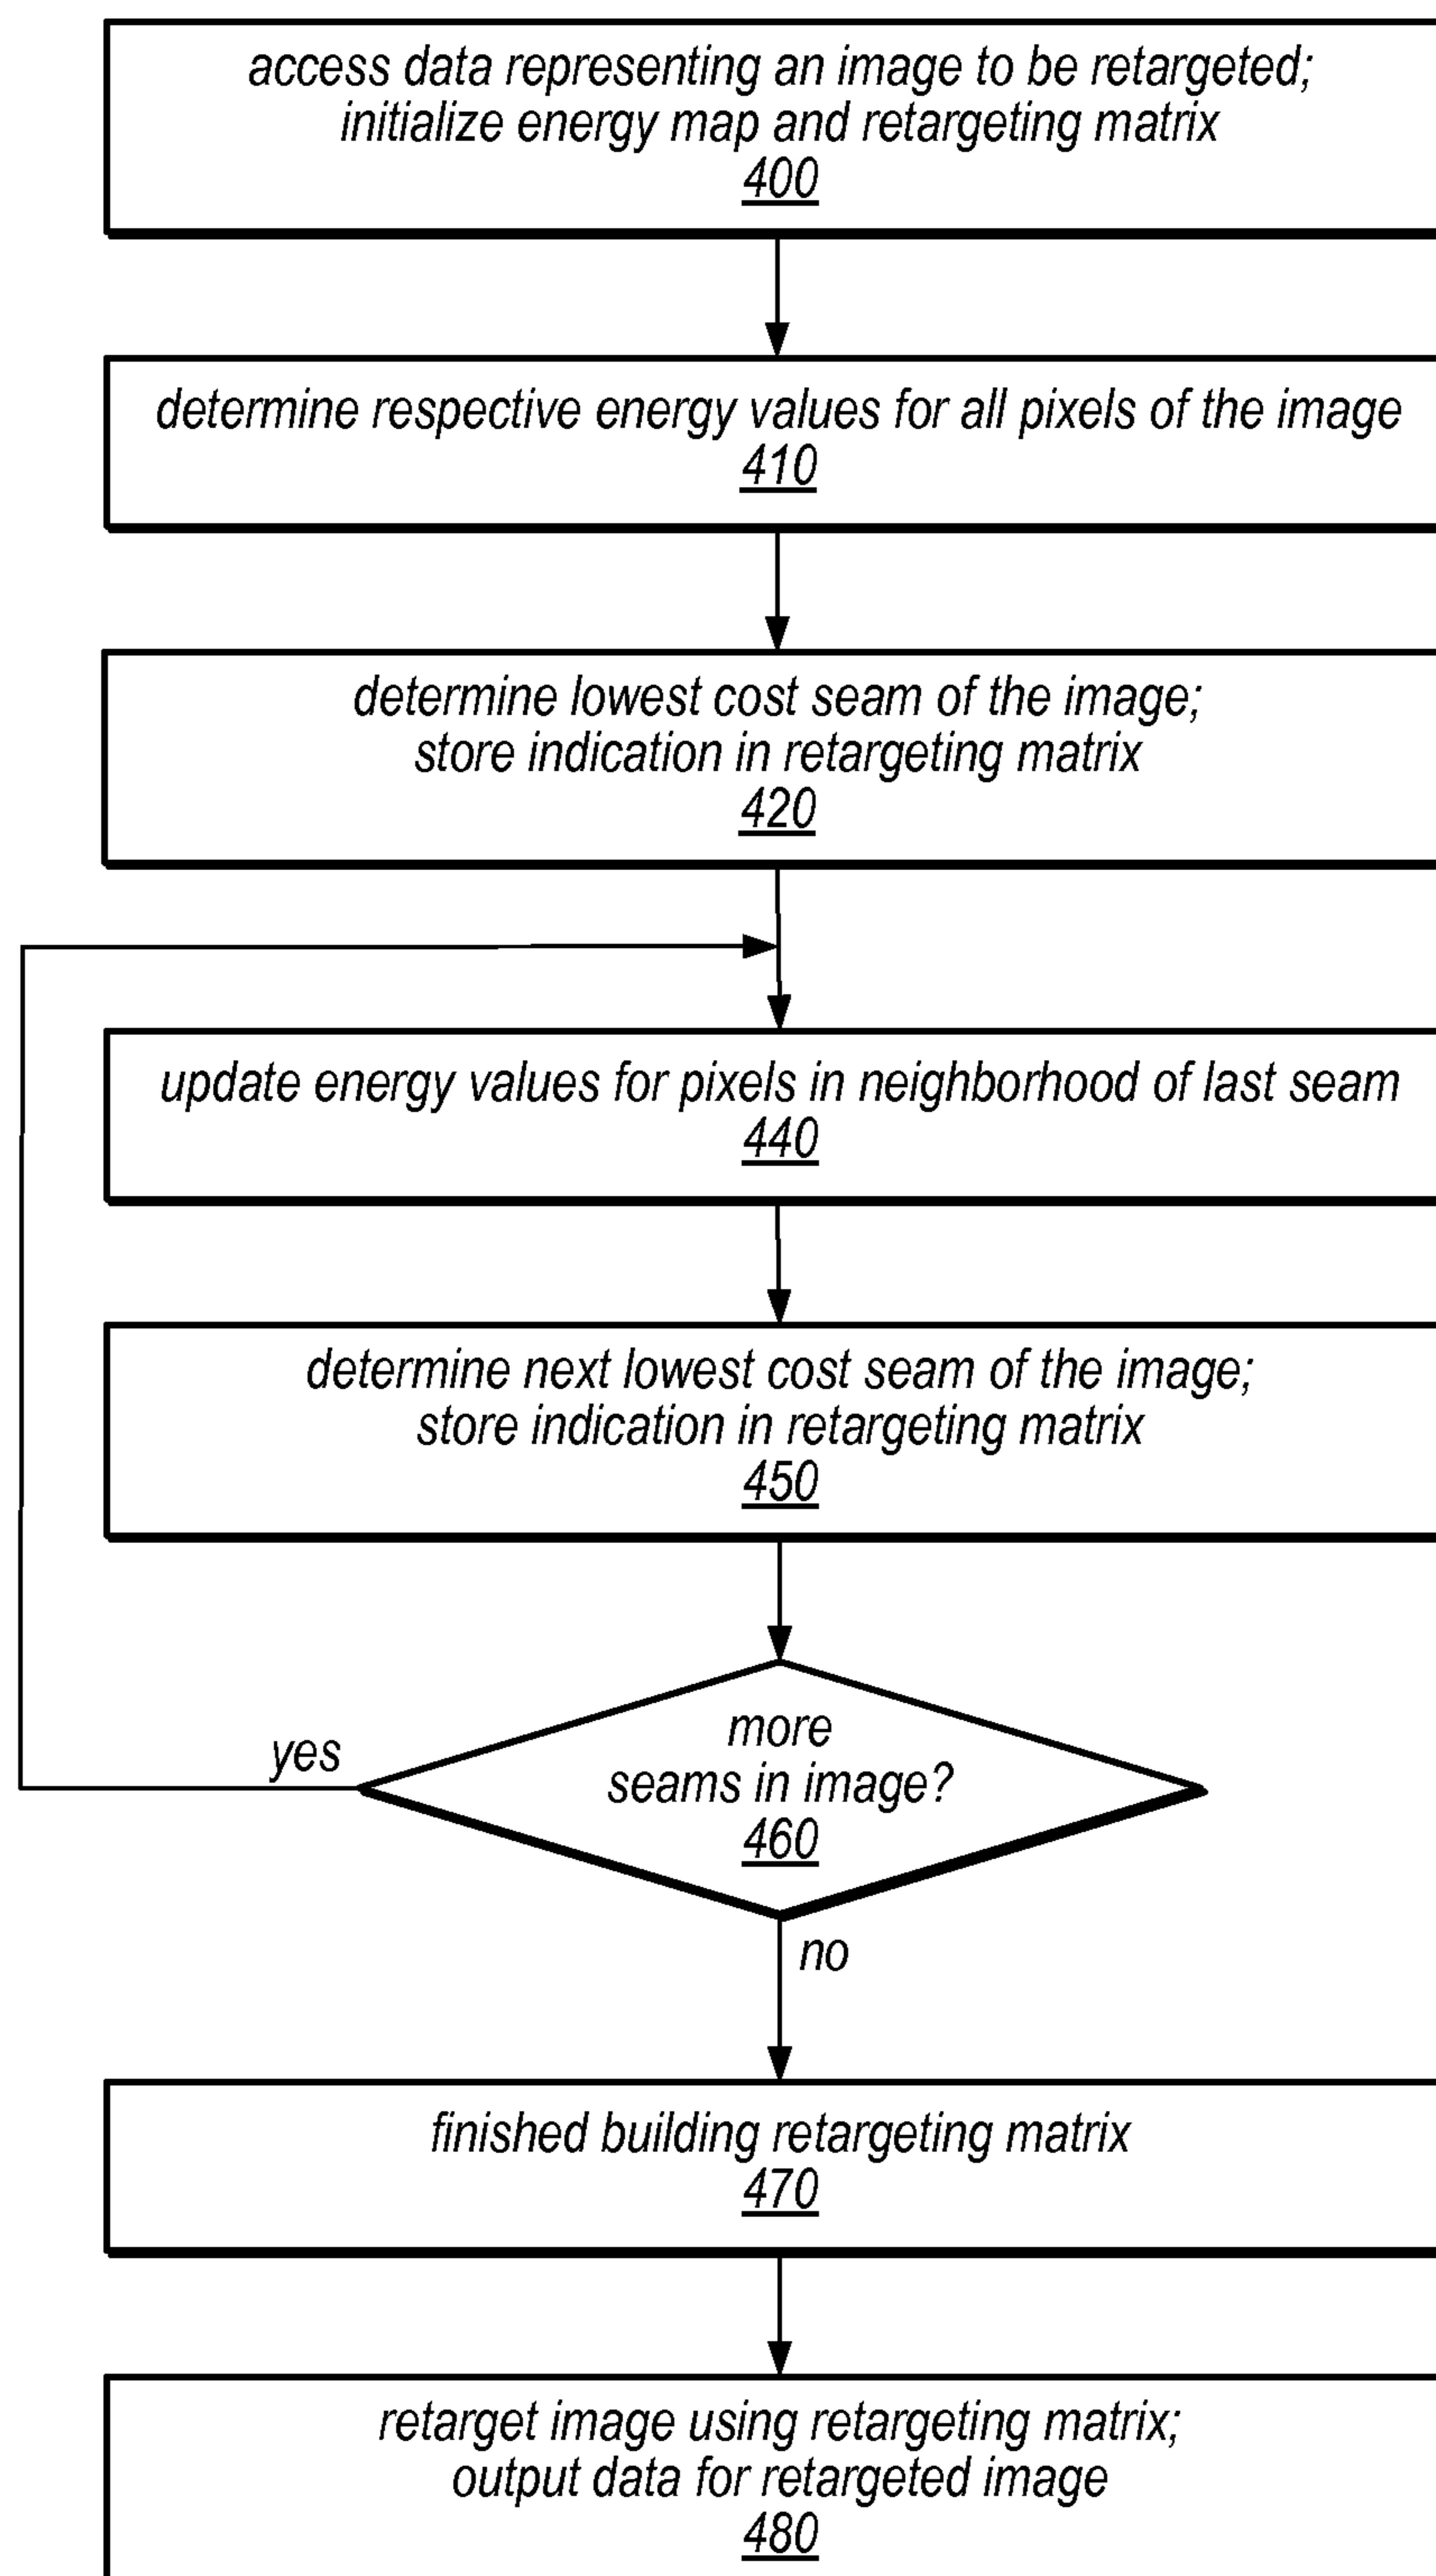 access data representing an image to be retargeted;
initialize energy map and retargeting matrix
400
determine respective energy values for all pixels of the image
410
determine lowest cost seam of the image;
store indication in retargeting matrix
420
update energy values for pixels in neighborhood of last seam
440
determine next lowest cost seam of the image;
store indication in retargeting matrix
450
more
seams in image?
460
yes
no
finished building retargeting matrix
470
retarget image using retargeting matrix;
output data for retargeted image
480